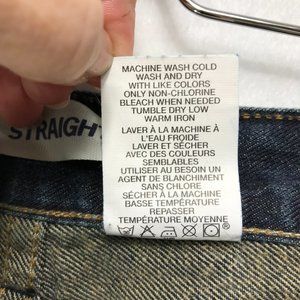 MACHINE WASH COLD
WASH AND DRY
WITH LIKE COLORS
ONLY NON-CHLORINE
BLEACH WHEN NEEDED
TUMBLE DRY LOW
WARM IRON
LAVER À LA MACHINE À
L'EAU FROIDE
LAVER ET SÉCHER
AVEC DES COULEURS
SEMBLABLES
UTILISER AU BESOIN UN
AGENT DE BLANCHIMENT
SANS CHLORE
SÉCHER À LA MACHINE
BASSE TEMPÉRATURE
REPASSER
TEMPÉRATURE MOYENNE
STRAIGH